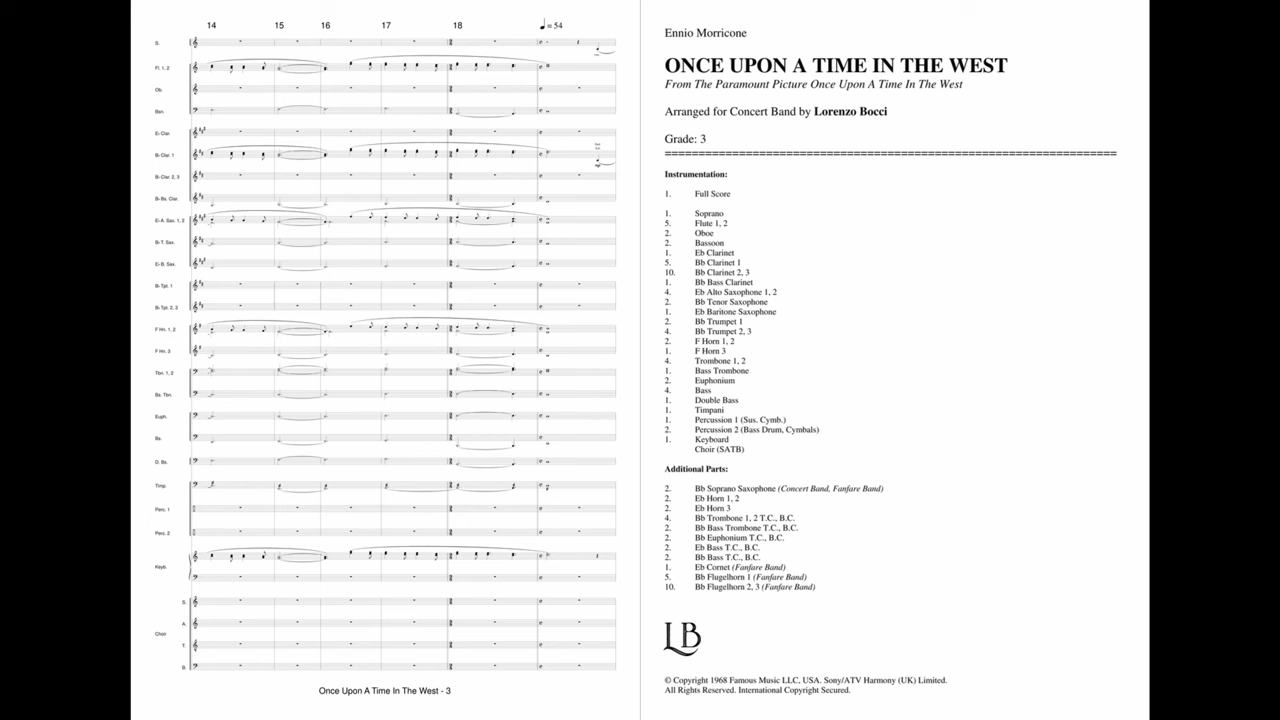 14 15 16 17 18 ♩ = 54
S.
Fl. 1, 2
Ob.
Bsn.
E♭ Clar.
B♭ Clar. 1
B♭ Clar. 2, 3
B♭ Bs. Clar.
E♭ A. Sax. 1, 2
B♭ T. Sax.
E♭ B. Sax.
B♭ Tpt. 1
B♭ Tpt. 2, 3
F Hn. 1, 2
F Hn. 3
Tbn. 1, 2
Bs. Tbn.
Euph.
Bs.
D. Bs.
Timp.
Perc. 1
Perc. 2
Keyb.
S.
A.
Choir
T.
B.
Once Upon A Time In The West - 3
Ennio Morricone
ONCE UPON A TIME IN THE WEST
From The Paramount Picture Once Upon A Time In The West
Arranged for Concert Band by Lorenzo Bocci
Grade: 3
Instrumentation:
1. Full Score
1. Soprano
5. Flute 1, 2
2. Oboe
2. Bassoon
1. Eb Clarinet
5. Bb Clarinet 1
10. Bb Clarinet 2, 3
1. Bb Bass Clarinet
4. Eb Alto Saxophone 1, 2
2. Bb Tenor Saxophone
1. Eb Baritone Saxophone
2. Bb Trumpet 1
4. Bb Trumpet 2, 3
2. F Horn 1, 2
1. F Horn 3
4. Trombone 1, 2
1. Bass Trombone
2. Euphonium
4. Bass
1. Double Bass
1. Timpani
1. Percussion 1 (Sus. Cymb.)
2. Percussion 2 (Bass Drum, Cymbals)
1. Keyboard
Choir (SATB)
Additional Parts:
2. Bb Soprano Saxophone (Concert Band, Fanfare Band)
2. Eb Horn 1, 2
2. Eb Horn 3
4. Bb Trombone 1, 2 T.C., B.C.
2. Bb Bass Trombone T.C., B.C.
2. Bb Euphonium T.C., B.C.
2. Eb Bass T.C., B.C.
2. Bb Bass T.C., B.C.
1. Eb Cornet (Fanfare Band)
5. Bb Flugelhorn 1 (Fanfare Band)
10. Bb Flugelhorn 2, 3 (Fanfare Band)
LB
© Copyright 1968 Famous Music LLC, USA. Sony/ATV Harmony (UK) Limited.
All Rights Reserved. International Copyright Secured.